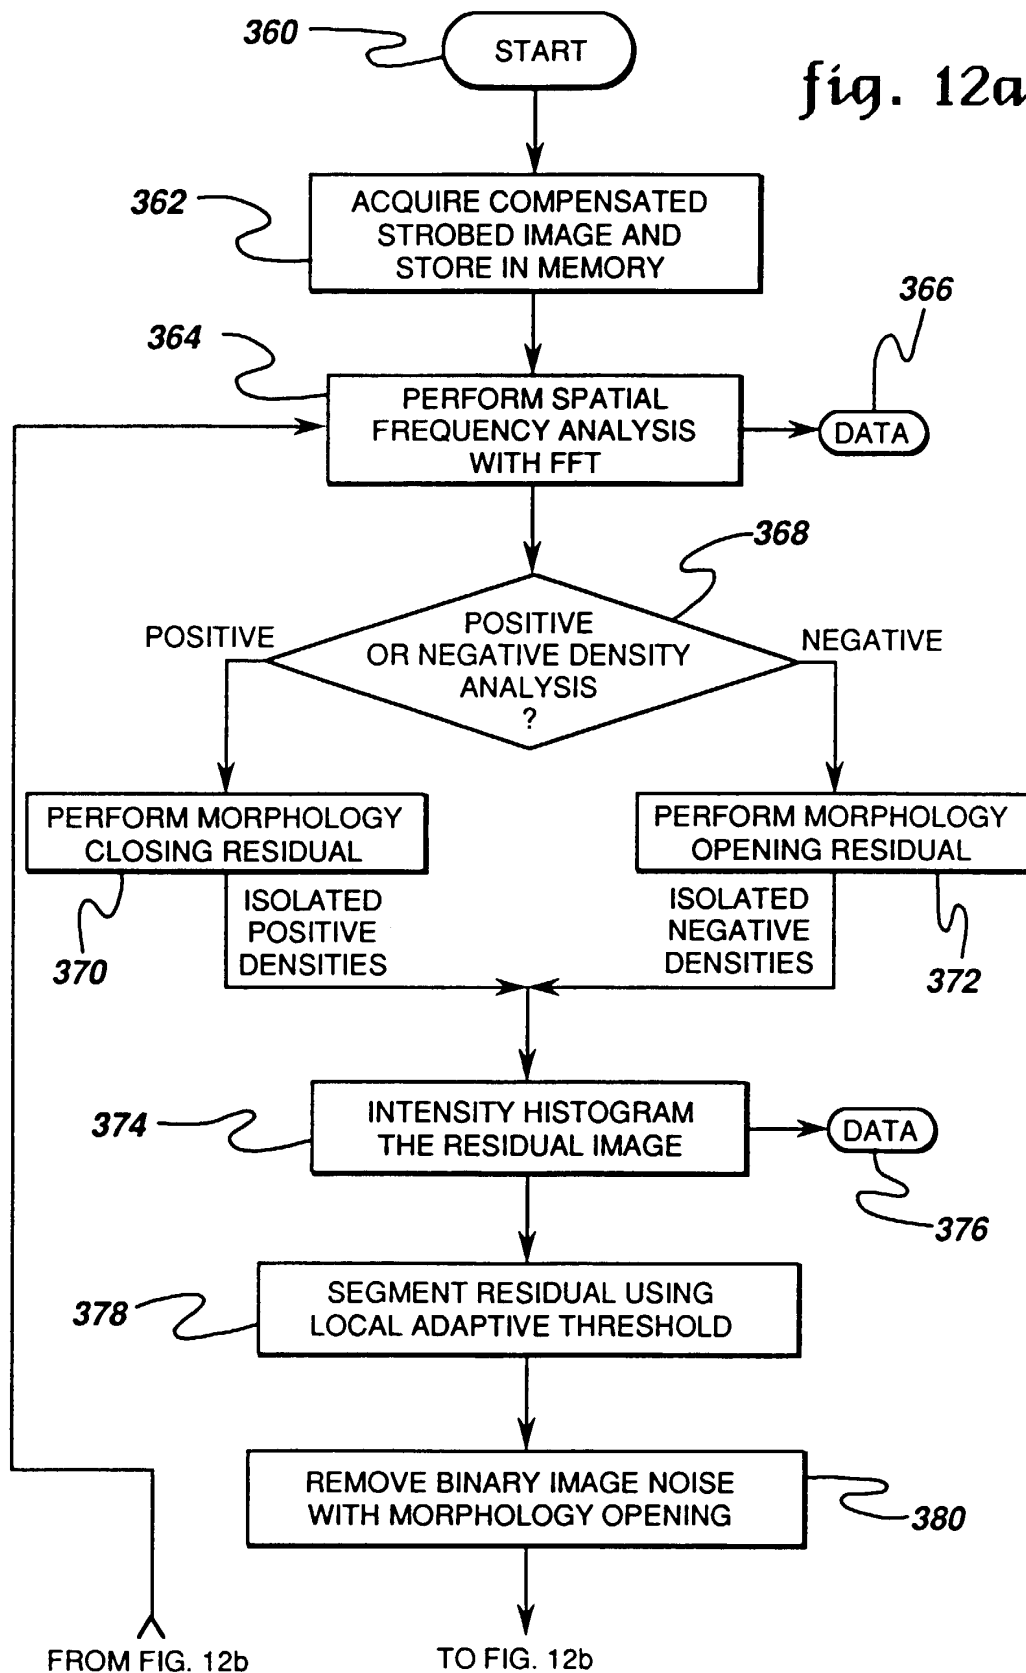 360
START
fig. 12a
362
ACQUIRE COMPENSATED
STROBED IMAGE AND
STORE IN MEMORY
366
364
PERFORM SPATIAL
FREQUENCY ANALYSIS
WITH FFT
DATA
368
POSITIVE
POSITIVE
OR NEGATIVE DENSITY
ANALYSIS
?
NEGATIVE
PERFORM MORPHOLOGY
CLOSING RESIDUAL
PERFORM MORPHOLOGY
OPENING RESIDUAL
370
ISOLATED
POSITIVE
DENSITIES
ISOLATED
NEGATIVE
DENSITIES
372
374
INTENSITY HISTOGRAM
THE RESIDUAL IMAGE
DATA
376
378
SEGMENT RESIDUAL USING
LOCAL ADAPTIVE THRESHOLD
REMOVE BINARY IMAGE NOISE
WITH MORPHOLOGY OPENING
380
FROM FIG. 12b
TO FIG. 12b